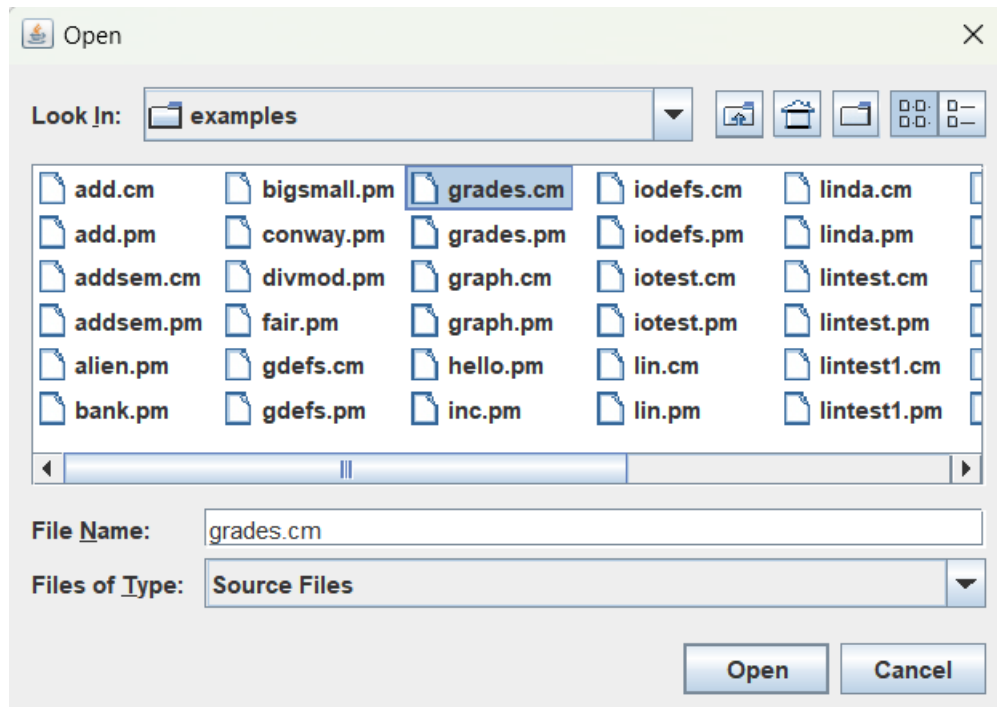 Open
Look In: examples
add.cm bigsmall.pm grades.cm iodefs.cm linda.cm
add.pm conway.pm grades.pm iodefs.pm linda.pm
addsem.cm divmod.pm graph.cm iotest.cm lintest.cm
addsem.pm fair.pm graph.pm iotest.pm lintest.pm
alien.pm gdefs.cm hello.pm lin.cm lintest1.cm
bank.pm gdefs.pm inc.pm lin.pm lintest1.pm
File Name: grades.cm
Files of Type: Source Files
Open Cancel